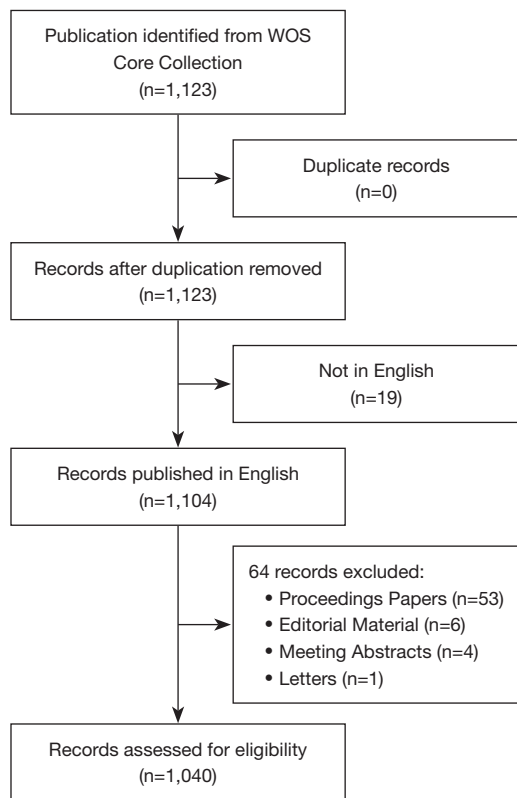 Publication identified from WOS
Core Collection
(n=1,123)
Duplicate records
(n=0)
Records after duplication removed
(n=1,123)
Not in English
(n=19)
Records published in English
(n=1,104)
64 records excluded:
• Proceedings Papers (n=53)
• Editorial Material (n=6)
• Meeting Abstracts (n=4)
• Letters (n=1)
Records assessed for eligibility
(n=1,040)